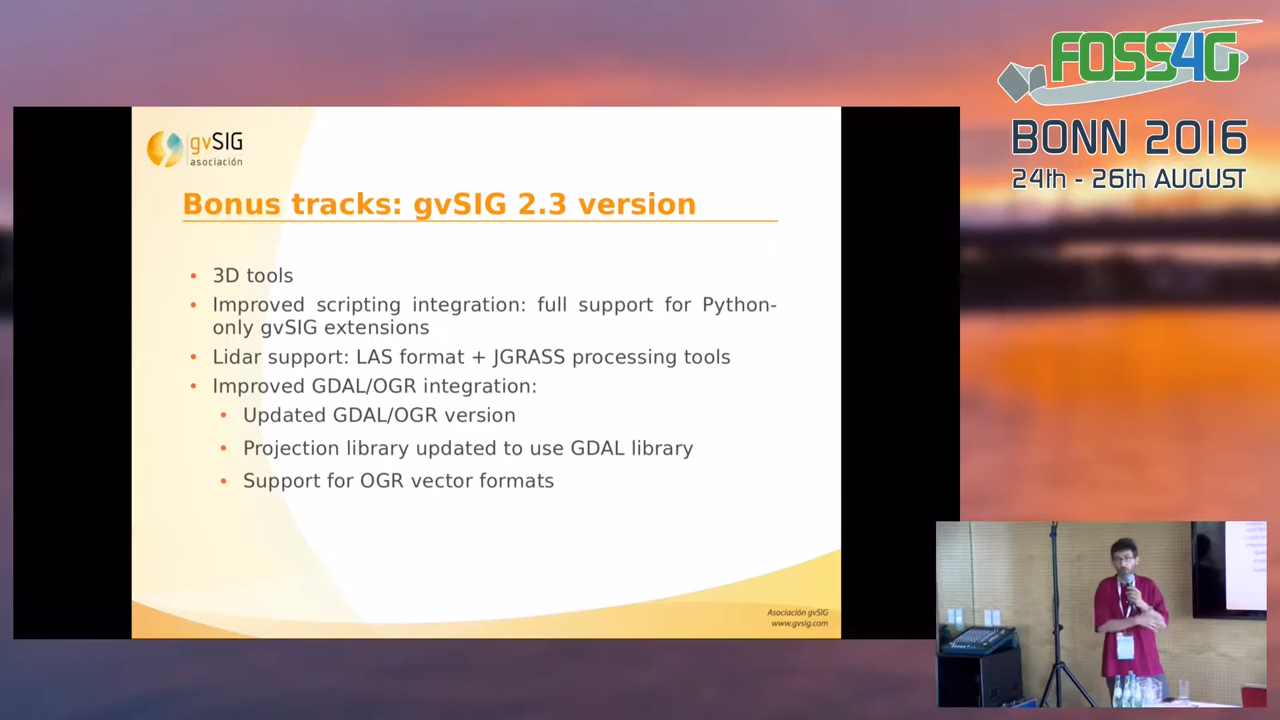 FOSS4G
BONN 2016
24th - 26th AUGUST
gvSIG
asociación
Bonus tracks: gvSIG 2.3 version
• 3D tools
• Improved scripting integration: full support for Python-
only gvSIG extensions
• Lidar support: LAS format + JGRASS processing tools
• Improved GDAL/OGR integration:
• Updated GDAL/OGR version
• Projection library updated to use GDAL library
• Support for OGR vector formats
Asociación gvSIG
www.gvsig.com